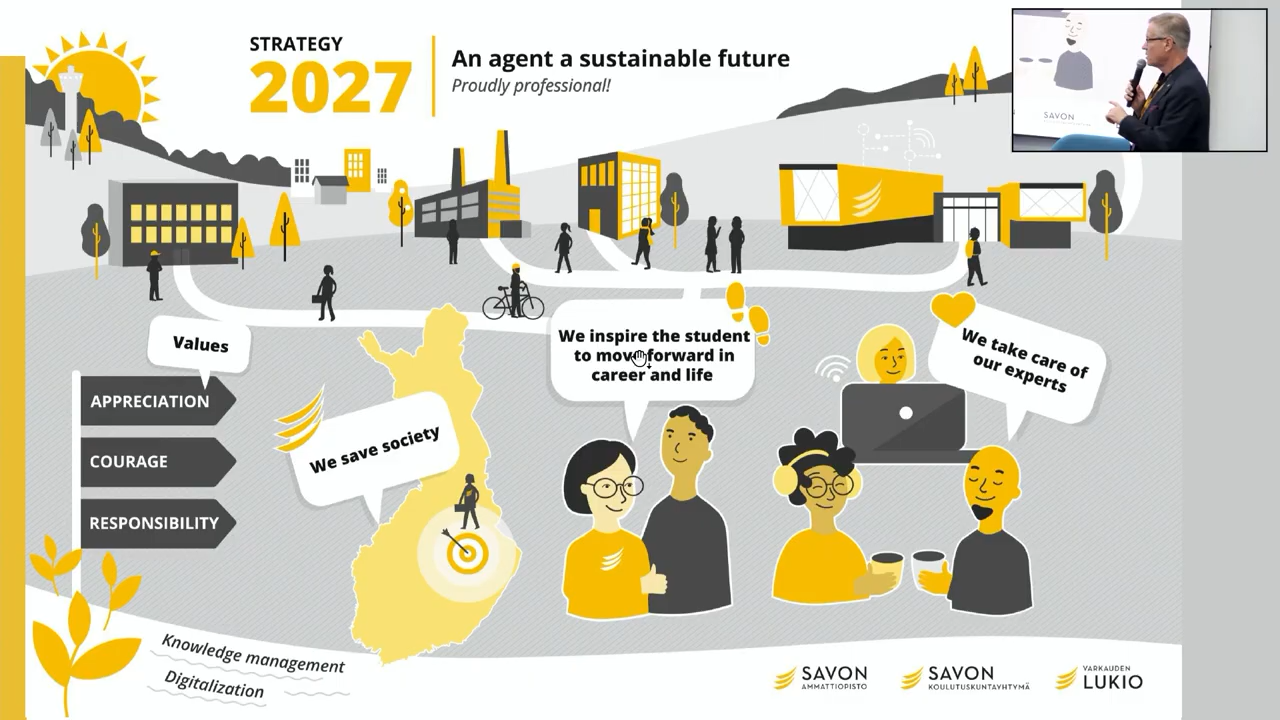 STRATEGY
2027
An agent a sustainable future
Proudly professional!
SAVON
Values
APPRECIATION
COURAGE
RESPONSIBILITY
We save society
We inspire the student
to move forward in
career and life
We take care of
our experts
Knowledge management
Digitalization
SAVON
AMMATTIOPISTO
SAVON
KOULUTUSKUNTAYHTYMÄ
VARKAUDEN
LUKIO